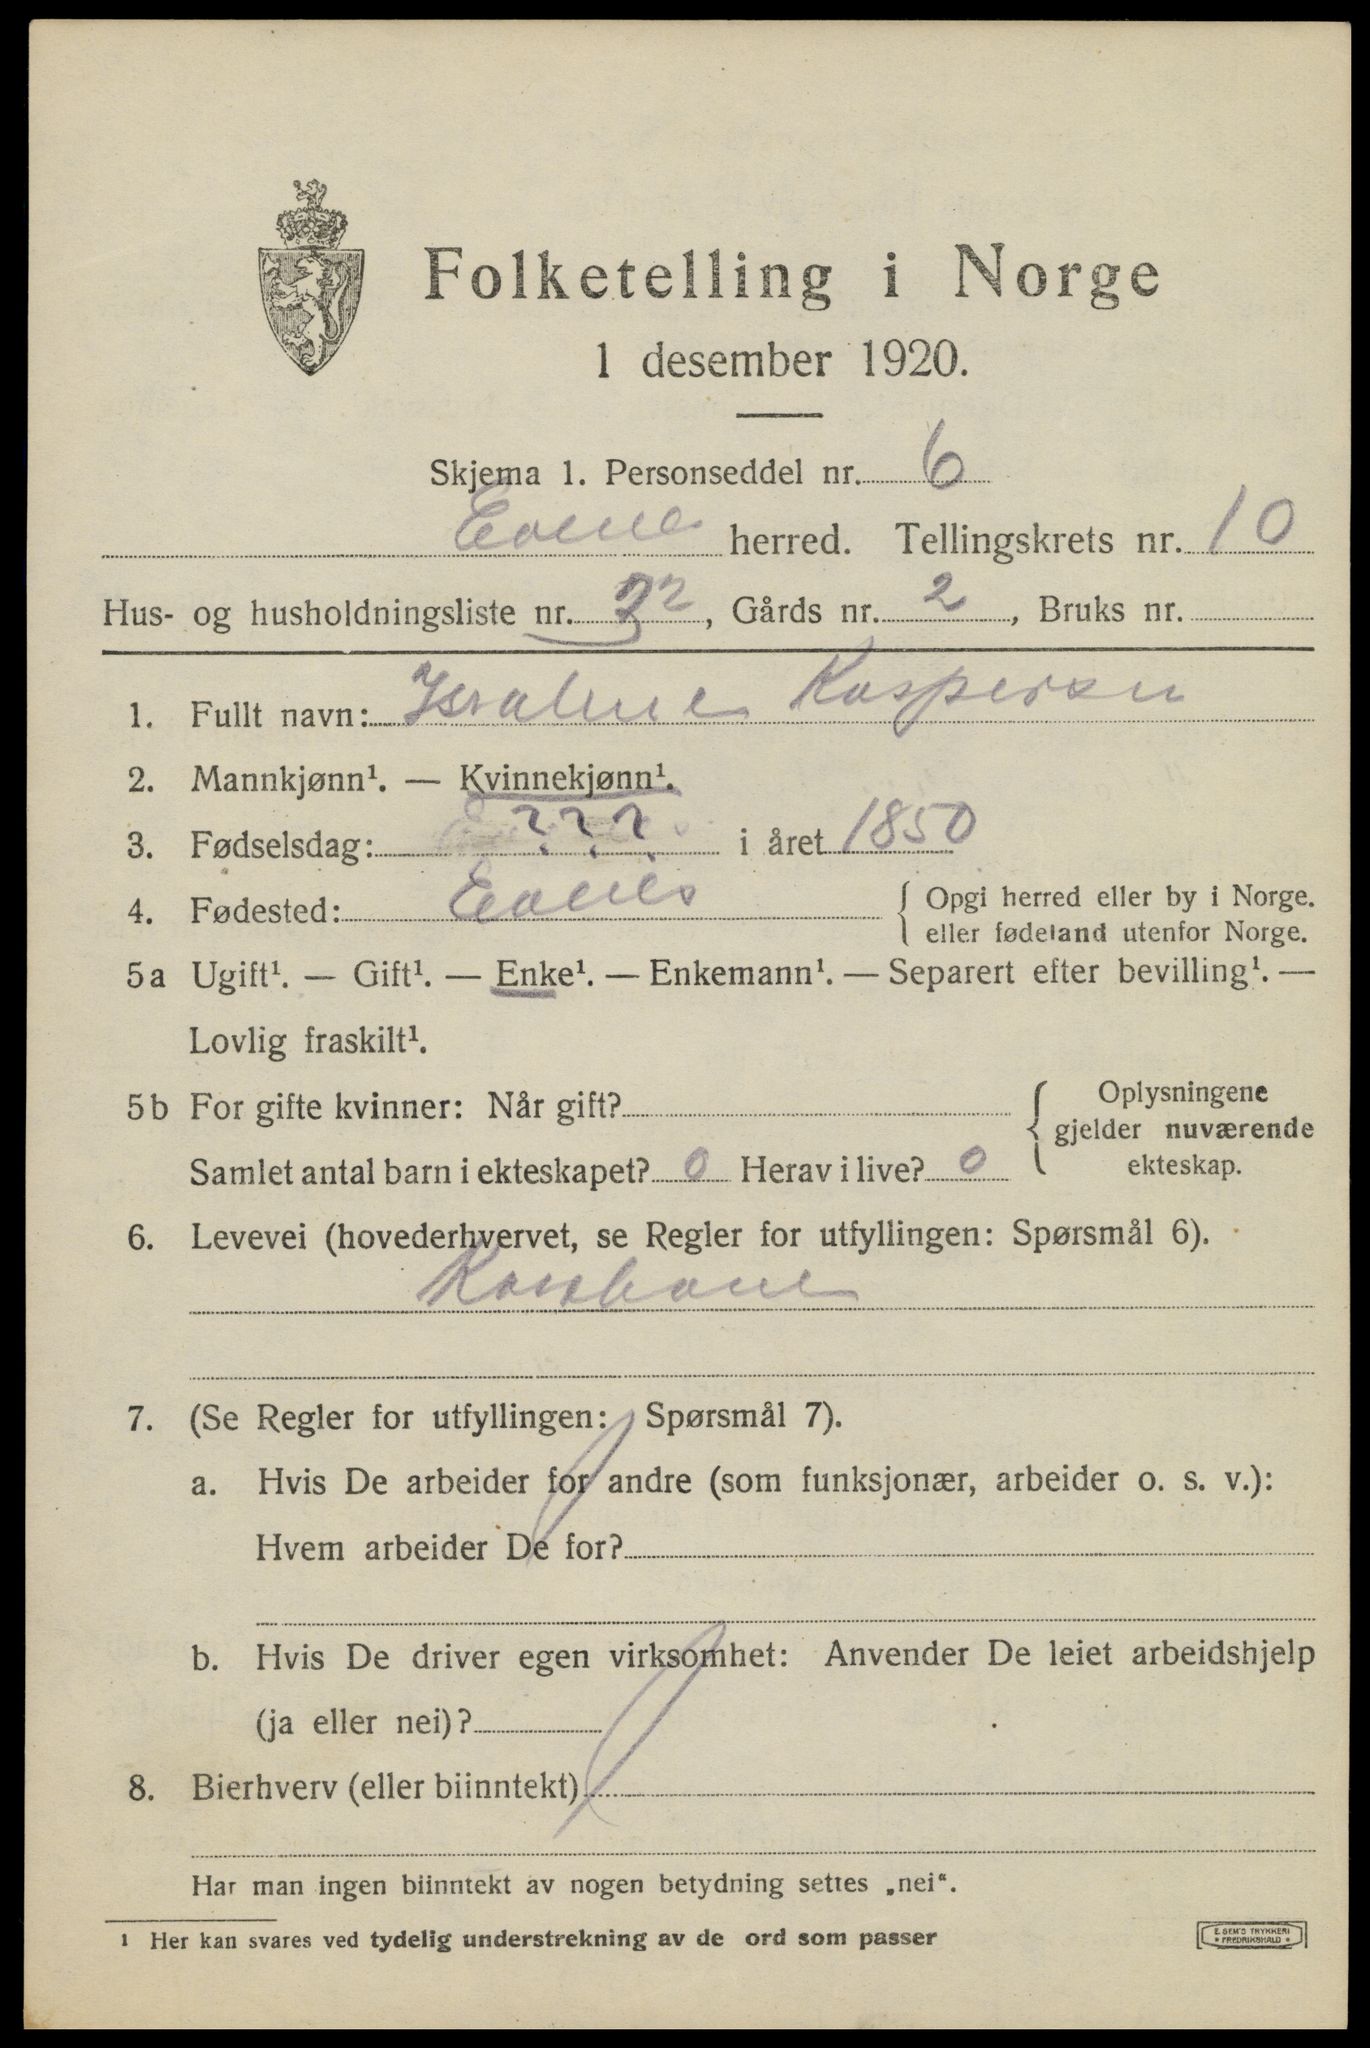 Folketelling i Norge
1 desember 1920.
Skjema 1. Personseddel nr. 6
Evenes herred. Tellingskrets nr. 10
Hus- og husholdningsliste nr. 32, Gårds nr. 2, Bruks nr.
1. Fullt navn: Kaspersen
2. Mannkjønn¹. — Kvinnekjønn¹.
3. Fødselsdag: ? ? ? i året 1850
4. Fødested: Evenes { Opgi herred eller by i Norge.
eller fødeland utenfor Norge.
5a Ugift¹. — Gift¹. — Enke¹. — Enkemann¹. — Separert efter bevilling¹. —
Lovlig fraskilt¹.
5b For gifte kvinner: Når gift? { Oplysningene
gjelder nuværende
ekteskap.
Samlet antal barn i ekteskapet? 0 Herav i live? 0
6. Levevei (hovederhvervet, se Regler for utfyllingen: Spørsmål 6).
7. (Se Regler for utfyllingen: Spørsmål 7).
a. Hvis De arbeider for andre (som funksjonær, arbeider o. s. v.):
Hvem arbeider De for?
b. Hvis De driver egen virksomhet: Anvender De leiet arbeidshjelp
(ja eller nei)?
8. Bierhverv (eller biinntekt)
Har man ingen biinntekt av nogen betydning settes „nei“.
1 Her kan svares ved tydelig understrekning av de ord som passer
E SEM'S TRYKKERI
• FREDRIKSHALD •